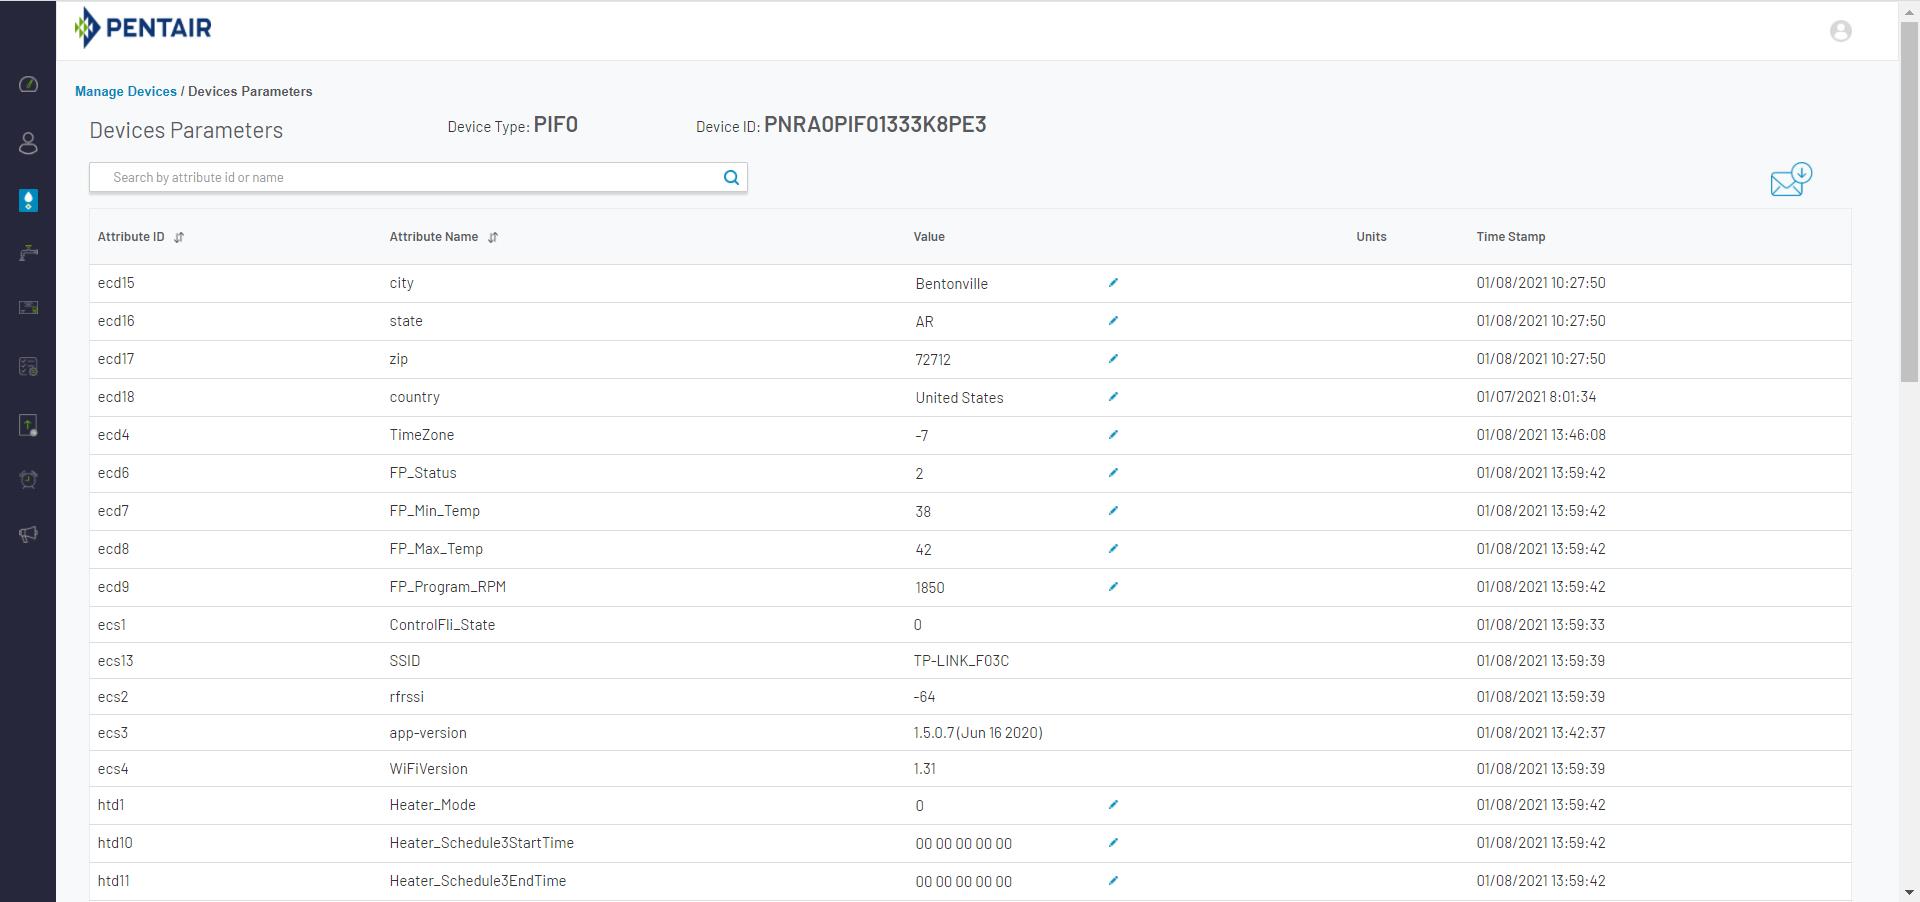 PENTAIR
Manage Devices / Devices Parameters
Devices Parameters Device Type: PIF0 Device ID: PNRA0PIF01333K8PE3
Search by attribute id or name
Attribute ID Attribute Name Value Units Time Stamp
ecd15 city Bentonville 01/08/2021 10:27:50
ecd16 state AR 01/08/2021 10:27:50
ecd17 zip 72712 01/08/2021 10:27:50
ecd18 country United States 01/07/2021 8:01:34
ecd4 TimeZone -7 01/08/2021 13:46:08
ecd6 FP_Status 2 01/08/2021 13:59:42
ecd7 FP_Min_Temp 38 01/08/2021 13:59:42
ecd8 FP_Max_Temp 42 01/08/2021 13:59:42
ecd9 FP_Program_RPM 1850 01/08/2021 13:59:42
ecs1 ControlFli_State 0 01/08/2021 13:59:33
ecs13 SSID TP-LINK_F03C 01/08/2021 13:59:39
ecs2 rfrssi -64 01/08/2021 13:59:39
ecs3 app-version 1.5.0.7 (Jun 16 2020) 01/08/2021 13:42:37
ecs4 WiFiVersion 1.31 01/08/2021 13:59:39
htd1 Heater_Mode 0 01/08/2021 13:59:42
htd10 Heater_Schedule3StartTime 00 00 00 00 00 01/08/2021 13:59:42
htd11 Heater_Schedule3EndTime 00 00 00 00 00 01/08/2021 13:59:42